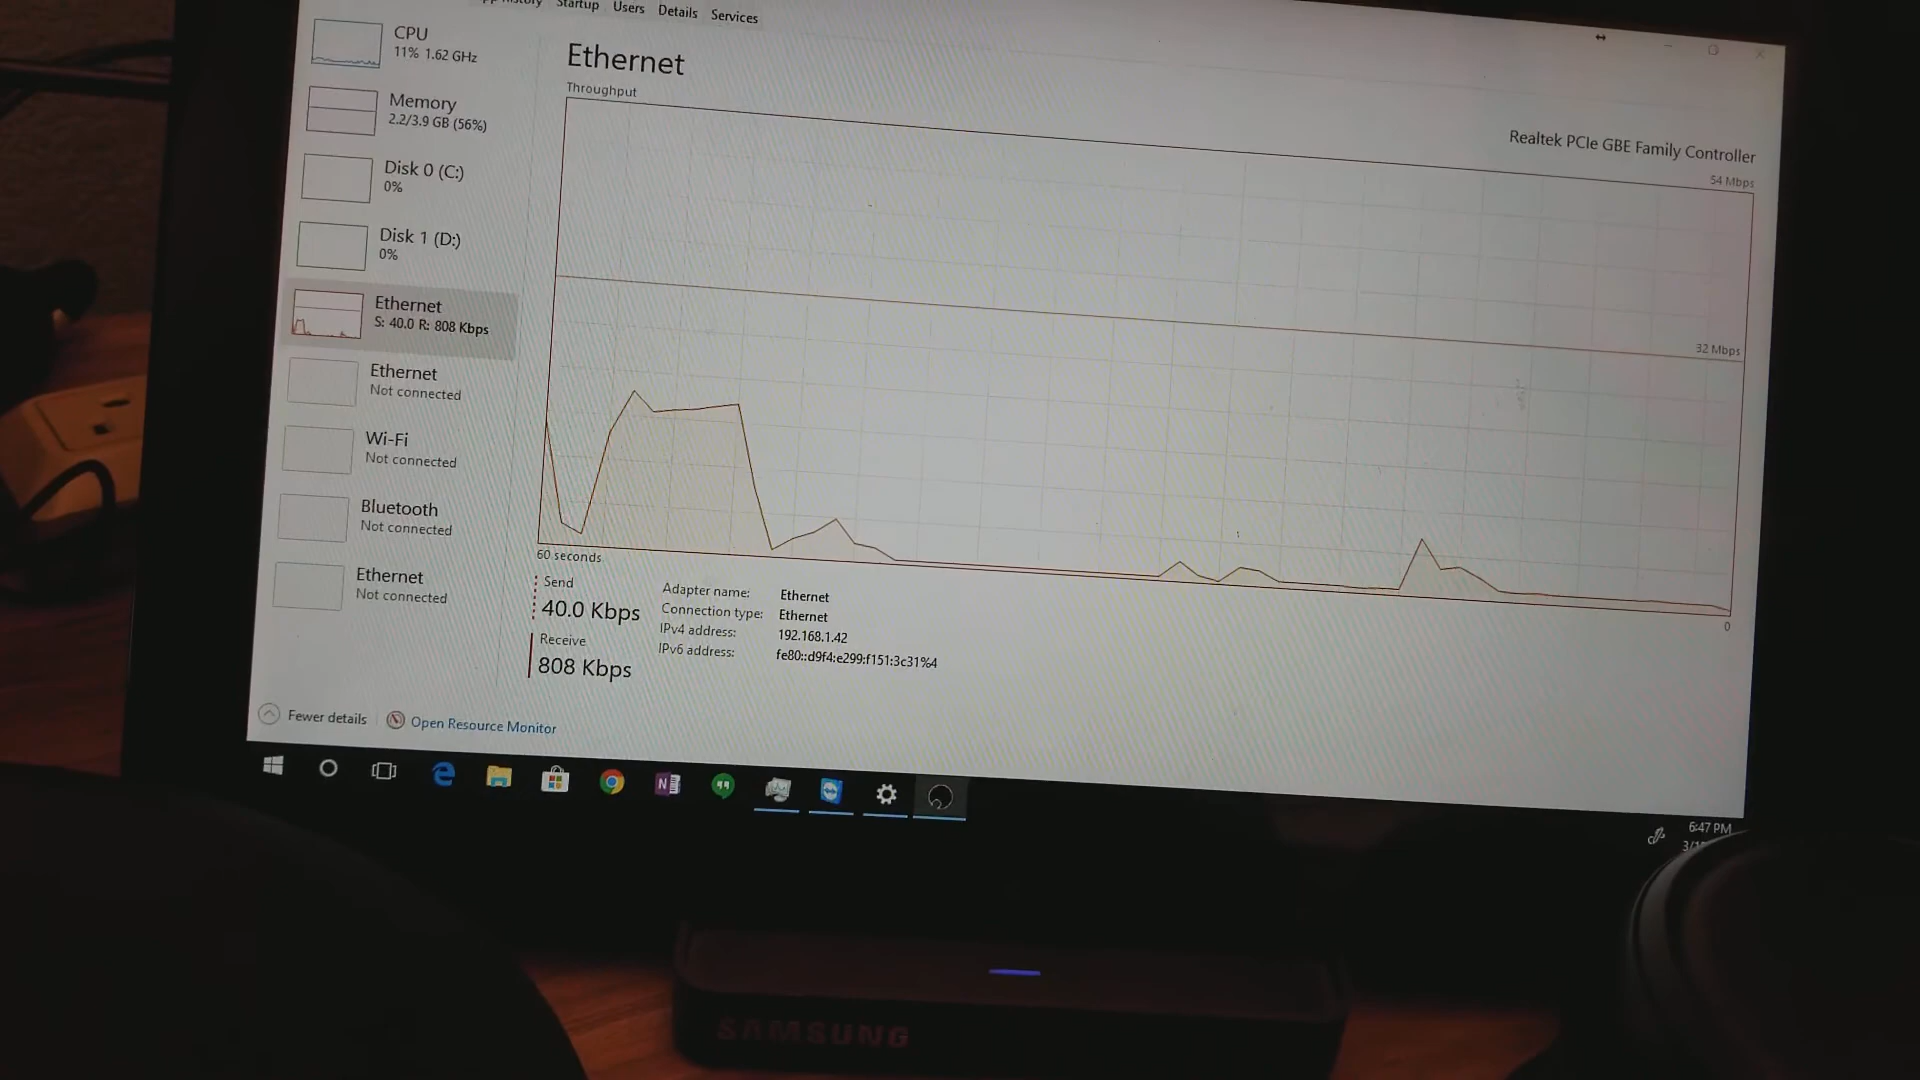 Startup Users Details Services
CPU
11% 1.62 GHz
Memory
2.2/3.9 GB (56%)
Disk 0 (C:)
0%
Disk 1 (D:)
0%
Ethernet
S: 40.0 R: 808 Kbps
Ethernet
Not connected
Wi-Fi
Not connected
Bluetooth
Not connected
Ethernet
Not connected
Ethernet
Throughput
Realtek PCIe GBE Family Controller
54 Mbps
32 Mbps
60 seconds
0
Send
40.0 Kbps
Receive
808 Kbps
Adapter name: Ethernet
Connection type: Ethernet
IPv4 address: 192.168.1.42
IPv6 address: fe80::d9f4:e299:f151:3c31%4
Fewer details
Open Resource Monitor
6:47 PM
SAMSUNG